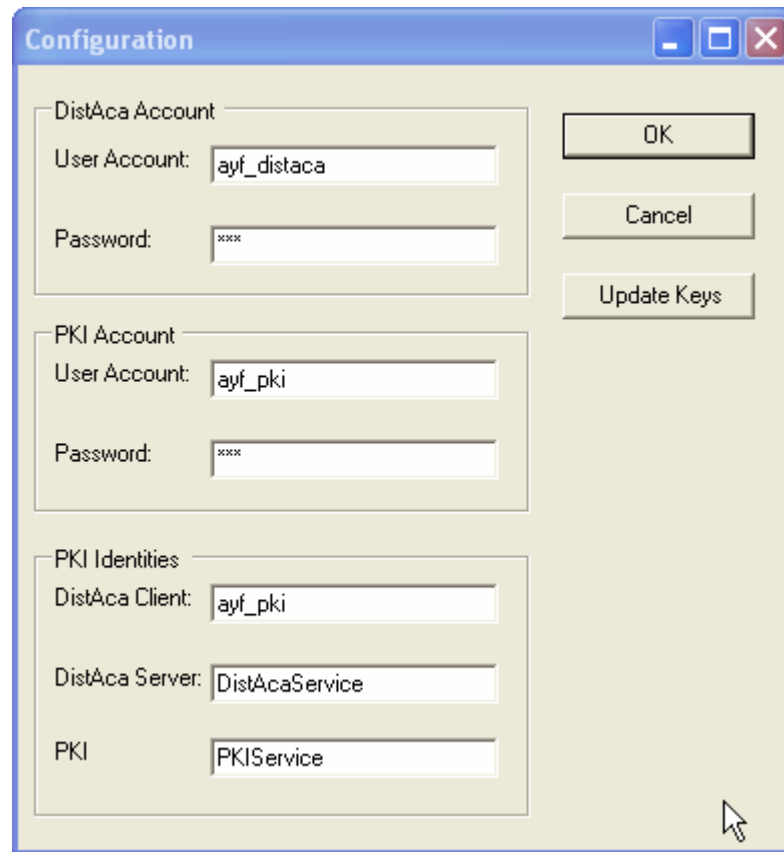 Configuration
DistAca Account
User Account: ayf_distaca
Password: ***
OK
Cancel
Update Keys
PKI Account
User Account: ayf_pki
Password: ***
PKI Identities
DistAca Client: ayf_pki
DistAca Server: DistAcaService
PKI PKIService